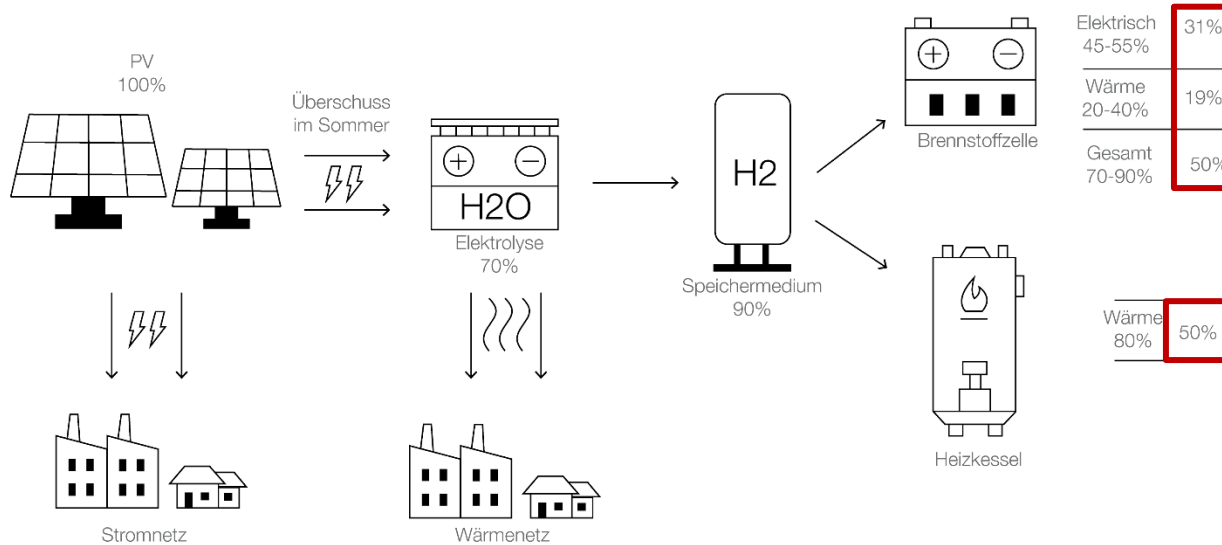 PV
100%
Überschuss
im Sommer
H2O
Elektrolyse
70%
H2
Speichermedium
90%
Brennstoffzelle
Elektrisch
45-55%
31%
Wärme
20-40%
19%
Gesamt
70-90%
50%
Heizkessel
Wärme
80%
50%
Stromnetz
Wärmenetz